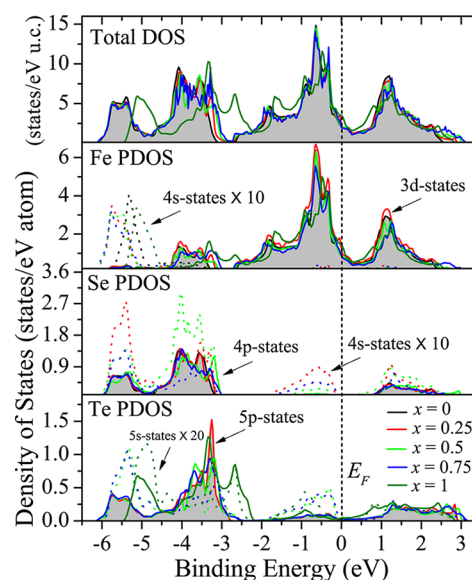 Total DOS
(states/eV u.c.)
15
10
5
Fe PDOS
4s-states X 10
3d-states
6
4
2
3.6
Se PDOS
4p-states
4s-states X 10
2.7
1.8
0.9
Te PDOS
5s-states X 20
5p-states
1.5
1.0
0.5
0.0
x = 0
x = 0.25
x = 0.5
x = 0.75
x = 1
E_F
Density of States (states/eV atom)
-6 -5 -4 -3 -2 -1 0 1 2 3
Binding Energy (eV)